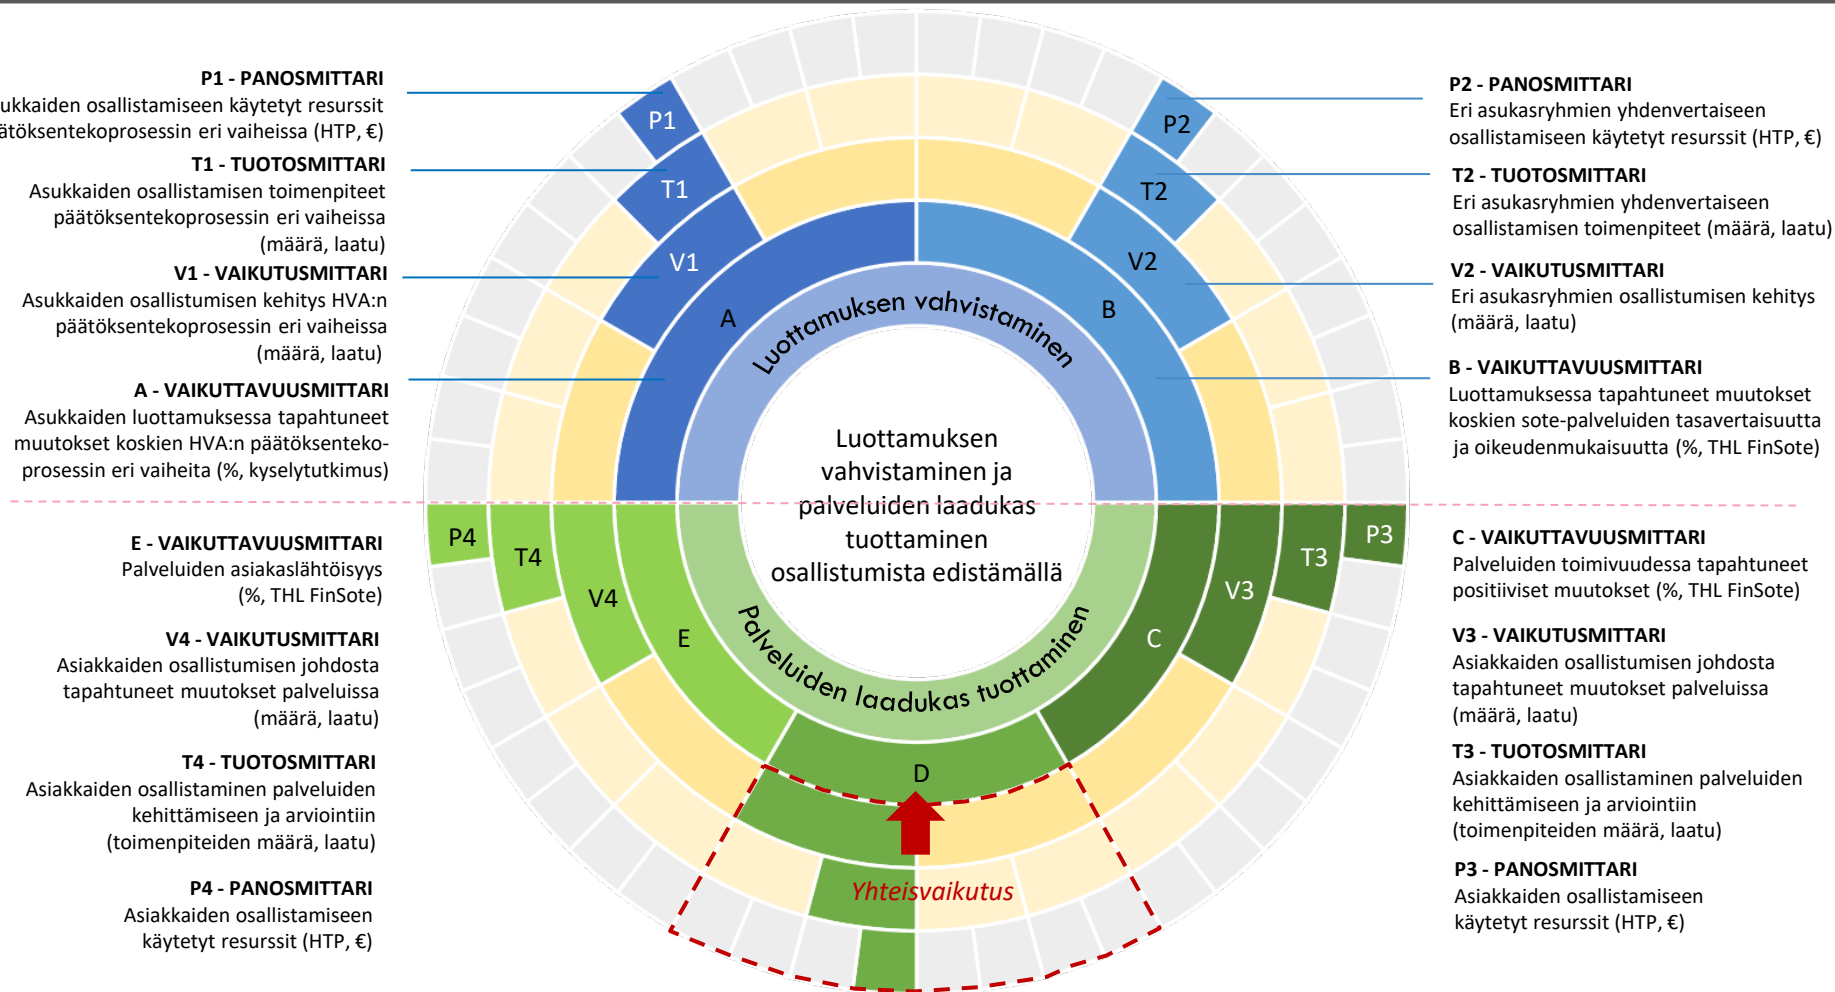 P1 - PANOSMITTARI
ukkaiden osallistamiseen käytetyt resurssit
ätöksentekoprosessin eri vaiheissa (HTP, €)
T1 - TUOTOSMITTARI
Asukkaiden osallistamisen toimenpiteet
päätöksentekoprosessin eri vaiheissa
(määrä, laatu)
V1 - VAIKUTUSMITTARI
Asukkaiden osallistumisen kehitys HVA:n
päätöksentekoprosessin eri vaiheissa
(määrä, laatu)
A - VAIKUTTAVUUSMITTARI
Asukkaiden luottamuksessa tapahtuneet
muutokset koskien HVA:n päätöksenteko-
prosessin eri vaiheita (%, kyselytutkimus)
E - VAIKUTTAVUUSMITTARI
Palveluiden asiakaslähtöisyys
(%, THL FinSote)
V4 - VAIKUTUSMITTARI
Asiakkaiden osallistumisen johdosta
tapahtuneet muutokset palveluissa
(määrä, laatu)
T4 - TUOTOSMITTARI
Asiakkaiden osallistaminen palveluiden
kehittämiseen ja arviointiin
(toimenpiteiden määrä, laatu)
P4 - PANOSMITTARI
Asiakkaiden osallistamiseen
käytetyt resurssit (HTP, €)
P1
T1
V1
A
P2
T2
V2
B
Luottamuksen vahvistaminen
Luottamuksen
vahvistaminen ja
palveluiden laadukas
tuottaminen
osallistumista edistämällä
Palveluiden laadukas tuottaminen
P4
T4
V4
E
D
C
V3
T3
P3
Yhteisvaikutus
P2 - PANOSMITTARI
Eri asukasryhmien yhdenvertaiseen
osallistamiseen käytetyt resurssit (HTP, €)
T2 - TUOTOSMITTARI
Eri asukasryhmien yhdenvertaiseen
osallistamisen toimenpiteet (määrä, laatu)
V2 - VAIKUTUSMITTARI
Eri asukasryhmien osallistumisen kehitys
(määrä, laatu)
B - VAIKUTTAVUUSMITTARI
Luottamuksessa tapahtuneet muutokset
koskien sote-palveluiden tasavertaisuutta
ja oikeudenmukaisuutta (%, THL FinSote)
C - VAIKUTTAVUUSMITTARI
Palveluiden toimivuudessa tapahtuneet
positiiviset muutokset (%, THL FinSote)
V3 - VAIKUTUSMITTARI
Asiakkaiden osallistumisen johdosta
tapahtuneet muutokset palveluissa
(määrä, laatu)
T3 - TUOTOSMITTARI
Asiakkaiden osallistaminen palveluiden
kehittämiseen ja arviointiin
(toimenpiteiden määrä, laatu)
P3 - PANOSMITTARI
Asiakkaiden osallistamiseen
käytetyt resurssit (HTP, €)